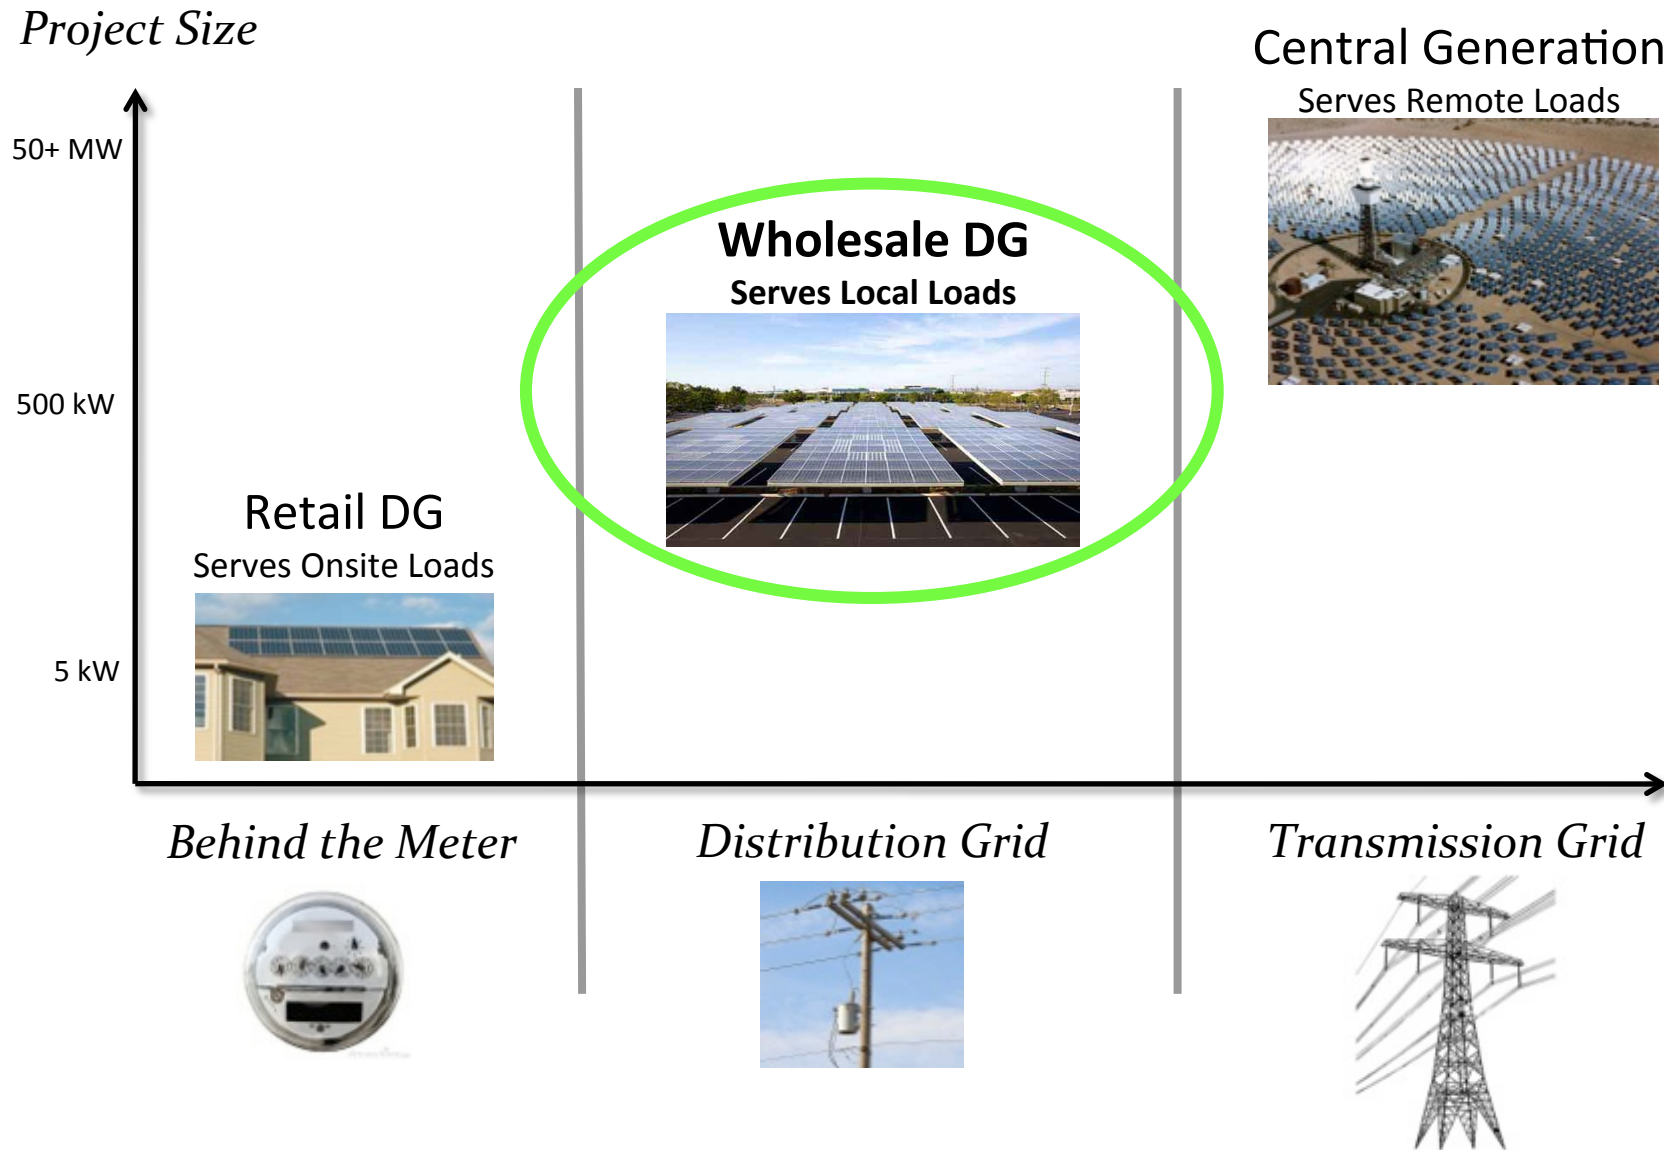 Project Size
Central Generation
Serves Remote Loads
50+ MW
Wholesale DG
Serves Local Loads
500 kW
Retail DG
Serves Onsite Loads
5 kW
Behind the Meter
Distribution Grid
Transmission Grid